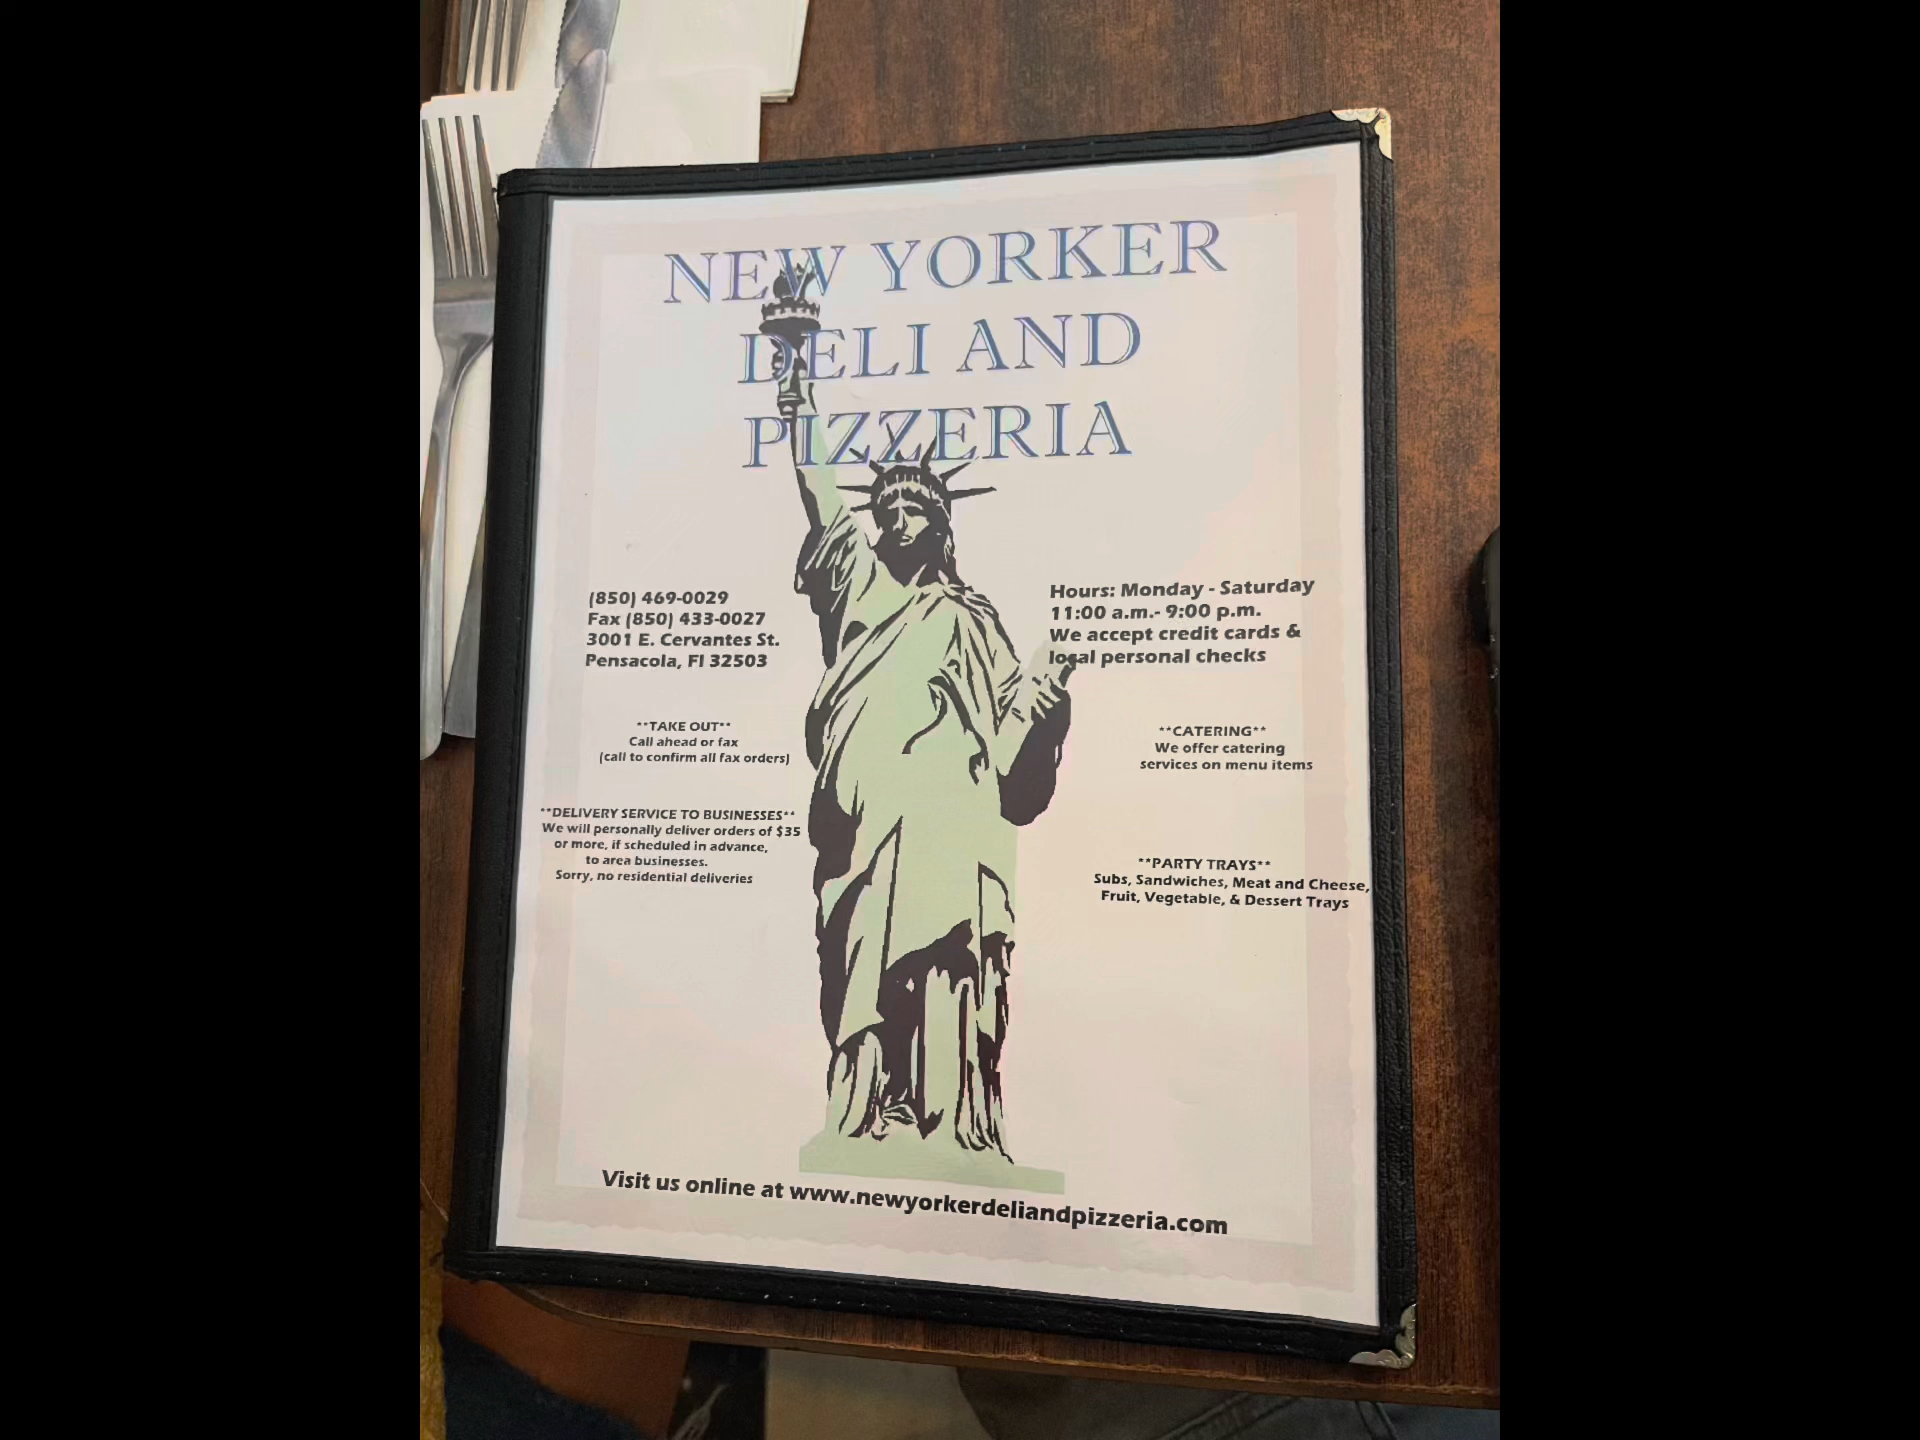 NEW YORKER
DELI AND
PIZZERIA
(850) 469-0029
Fax (850) 433-0027
3001 E. Cervantes St.
Pensacola, Fl 32503
Hours: Monday - Saturday
11:00 a.m.- 9:00 p.m.
We accept credit cards &
local personal checks
**TAKE OUT**
Call ahead or fax
(call to confirm all fax orders)
**CATERING**
We offer catering
services on menu items
**DELIVERY SERVICE TO BUSINESSES**
We will personally deliver orders of $35
or more, if scheduled in advance,
to area businesses.
Sorry, no residential deliveries
**PARTY TRAYS**
Subs, Sandwiches, Meat and Cheese,
Fruit, Vegetable, & Dessert Trays
Visit us online at www.newyorkerdeliandpizzeria.com